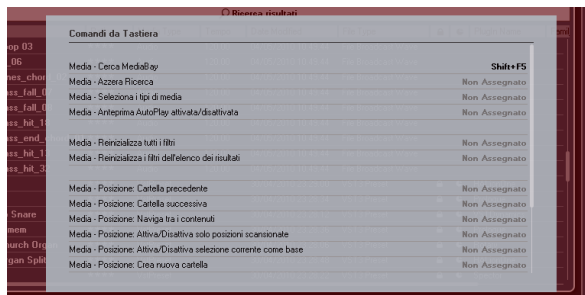 Ricerca risultati
Comandi da Tastiera
Media - Cerca MediaBay Shift+F5
Media - Azzera Ricerca Non Assegnato
Media - Seleziona i tipi di media Non Assegnato
Media - Anteprima AutoPlay attivata/disattivata Non Assegnato
Media - Reinizializza tutti i filtri Non Assegnato
Media - Reinizializza i filtri dell'elenco dei risultati Non Assegnato
Media - Posizione: Cartella precedente Non Assegnato
Media - Posizione: Cartella successiva Non Assegnato
Media - Posizione: Naviga tra i contenuti Non Assegnato
Media - Posizione: Attiva/Disattiva solo posizioni scansionate Non Assegnato
Media - Posizione: Attiva/Disattiva selezione corrente come base Non Assegnato
Media - Posizione: Crea nuova cartella Non Assegnato
op 03
_06
nes_chor
ss_fall_0
ss_fall_0
ss_hit_18
ss_end_
ss_hit_1
ss_hit_3
Snare
mem
urch Org
gan Split